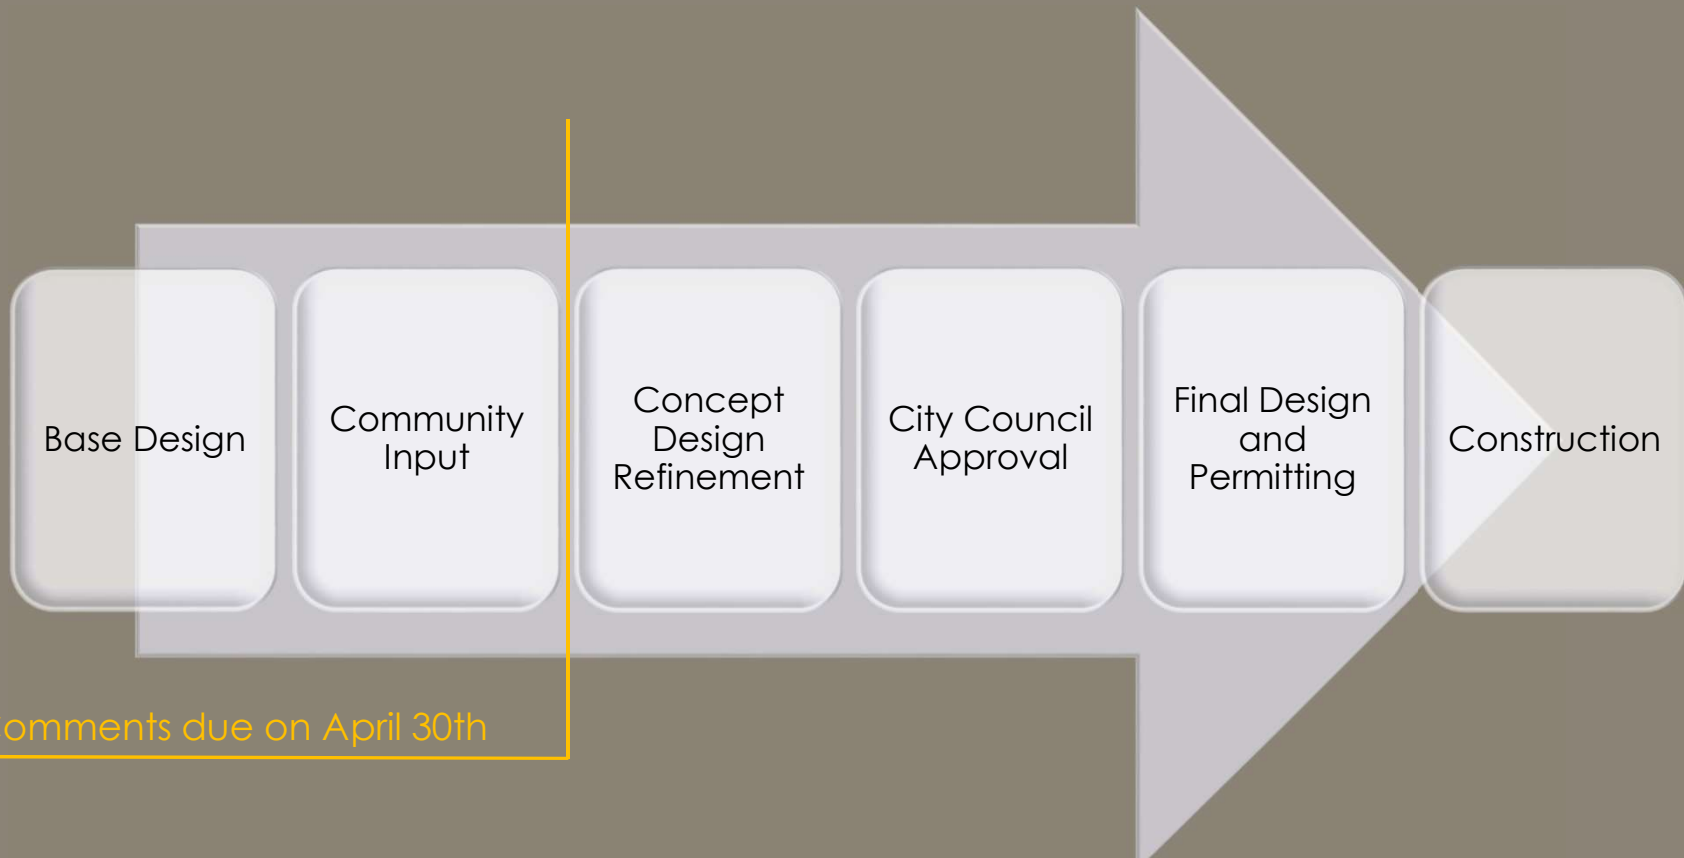 Base Design
Community
Input
Concept
Design
Refinement
City Council
Approval
Final Design
and
Permitting
Construction
omments due on April 30th